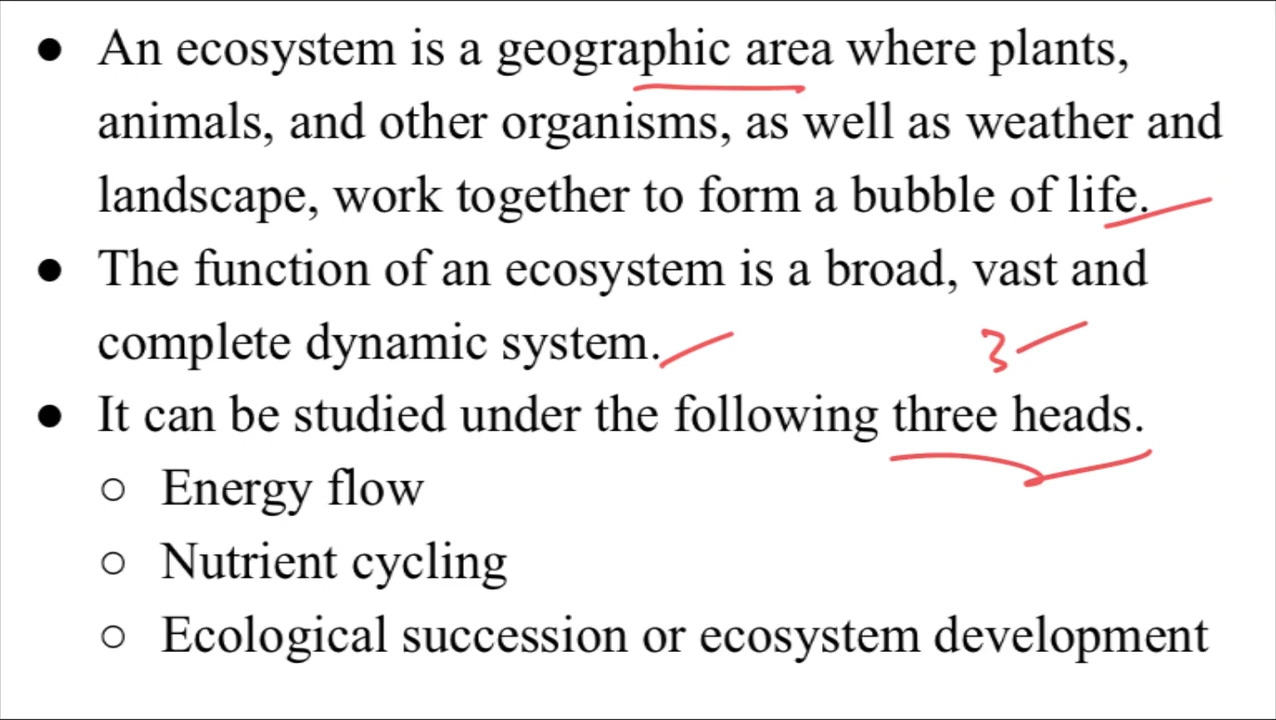 ● An ecosystem is a geographic area where plants,
animals, and other organisms, as well as weather and
landscape, work together to form a bubble of life.
● The function of an ecosystem is a broad, vast and
complete dynamic system.
3
● It can be studied under the following three heads.
○ Energy flow
○ Nutrient cycling
○ Ecological succession or ecosystem development